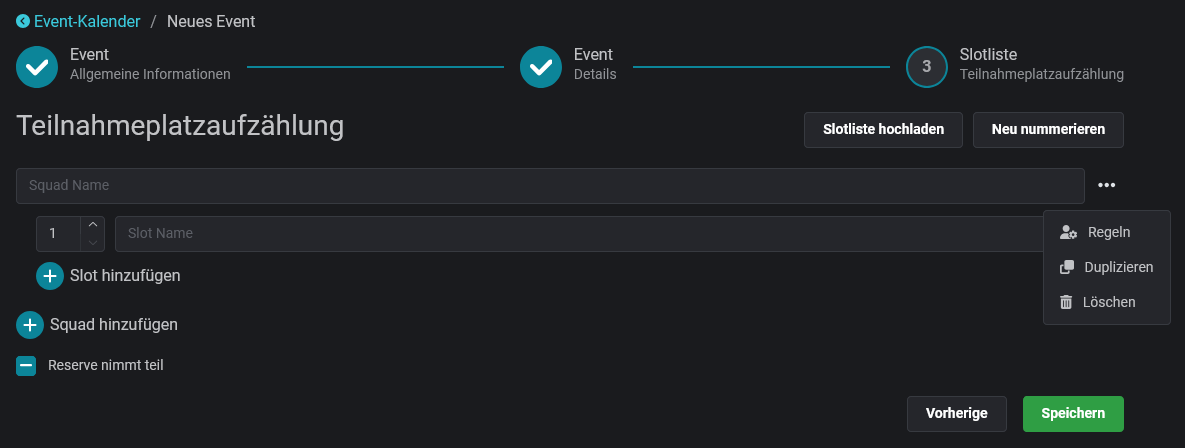 Event-Kalender / Neues Event
Event
Allgemeine Informationen
Event
Details
3
Slotliste
Teilnahmeplatzaufzählung
Teilnahmeplatzaufzählung
Slotliste hochladen
Neu nummerieren
Squad Name
1
Slot Name
Regeln
Duplizieren
Löschen
Slot hinzufügen
Squad hinzufügen
Reserve nimmt teil
Vorherige
Speichern